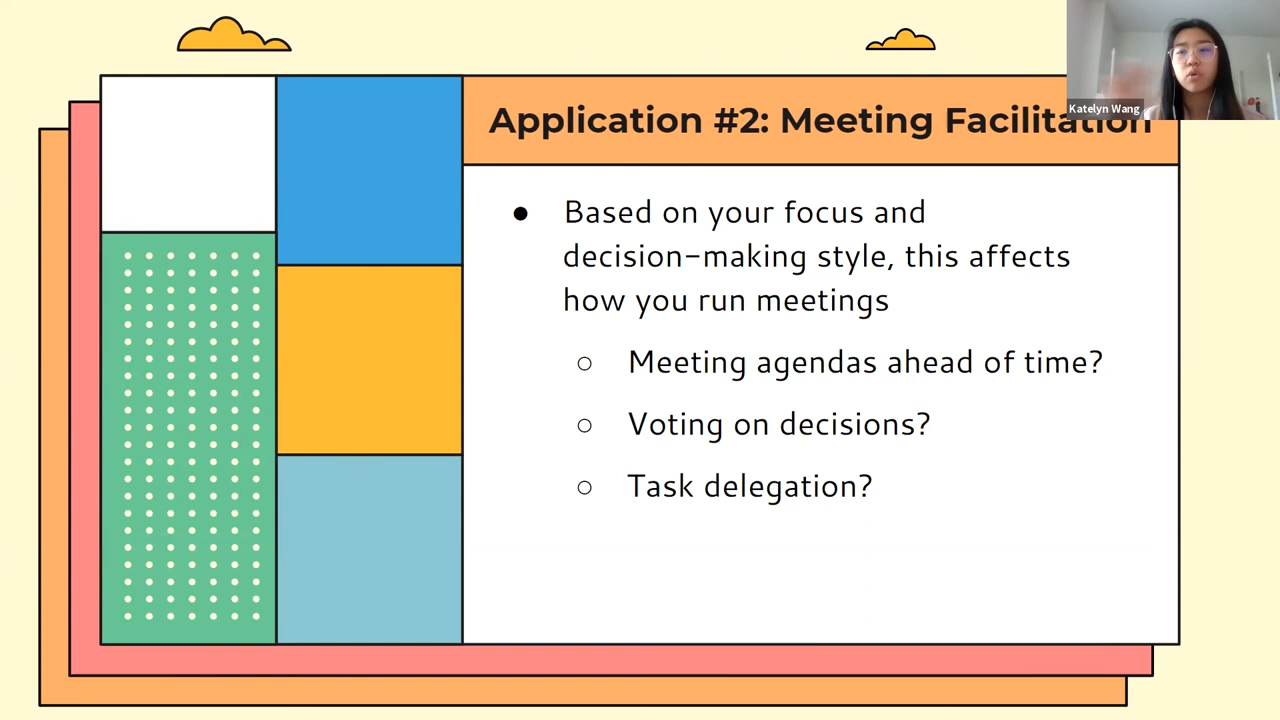 Application #2: Meeting Facilitation
Katelyn Wang
● Based on your focus and
decision-making style, this affects
how you run meetings
○ Meeting agendas ahead of time?
○ Voting on decisions?
○ Task delegation?